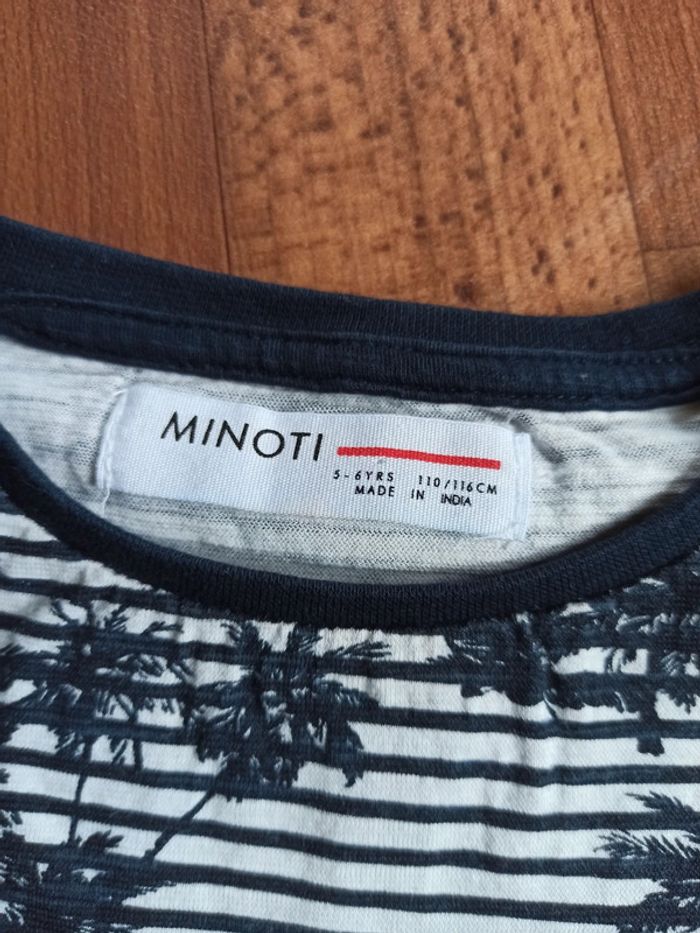 MINOTI
5-6YRS 110/116CM
MADE IN INDIA